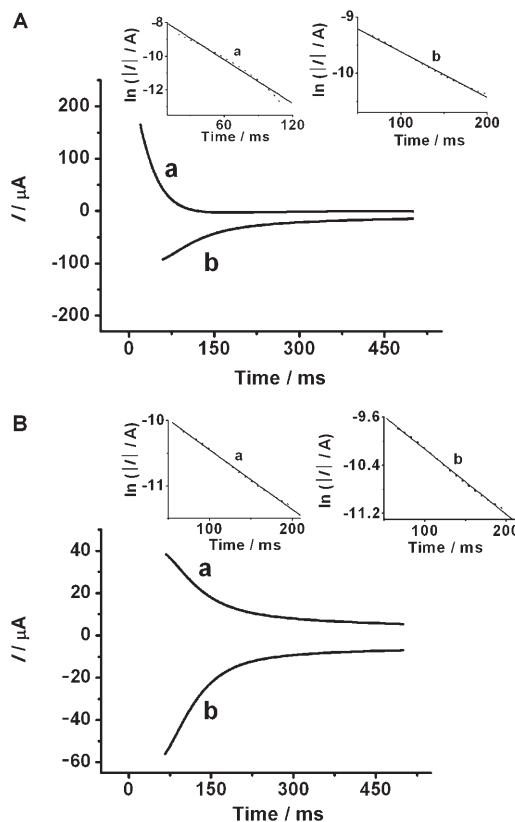 A
ln (|I| / A)
-8
-10
-12
a
60
120
Time / ms
ln (|I| / A)
-9
-10
b
100
200
Time / ms
I / μA
200
100
0
-100
-200
a
b
0
150
300
450
Time / ms
B
ln (|I| / A)
-10
-11
a
100
200
Time / ms
ln (|I| / A)
-9.6
-10.4
-11.2
b
100
200
Time / ms
I / μA
40
20
0
-20
-40
-60
a
b
0
150
300
450
Time / ms